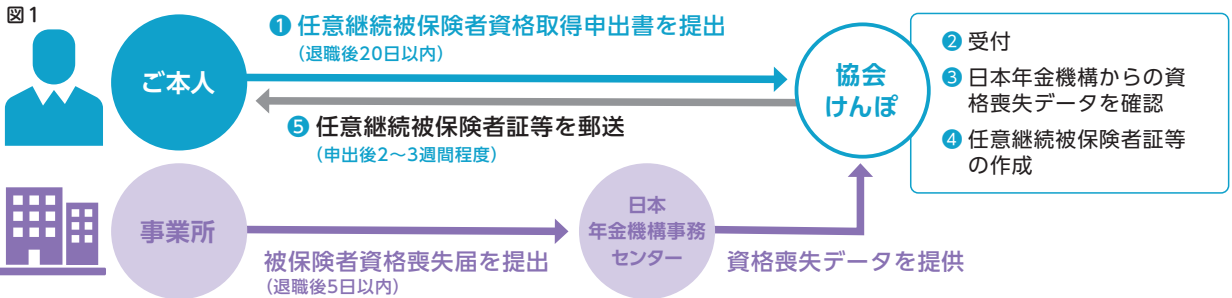 図1
❶ 任意継続被保険者資格取得申出書を提出
(退職後20日以内)
ご本人
協会
けんぽ
❷ 受付
❸ 日本年金機構からの資
格喪失データを確認
❹ 任意継続被保険者証等
の作成
❺ 任意継続被保険者証等を郵送
(申出後2～3週間程度)
事業所
被保険者資格喪失届を提出
(退職後5日以内)
日本
年金機構事務
センター
資格喪失データを提供